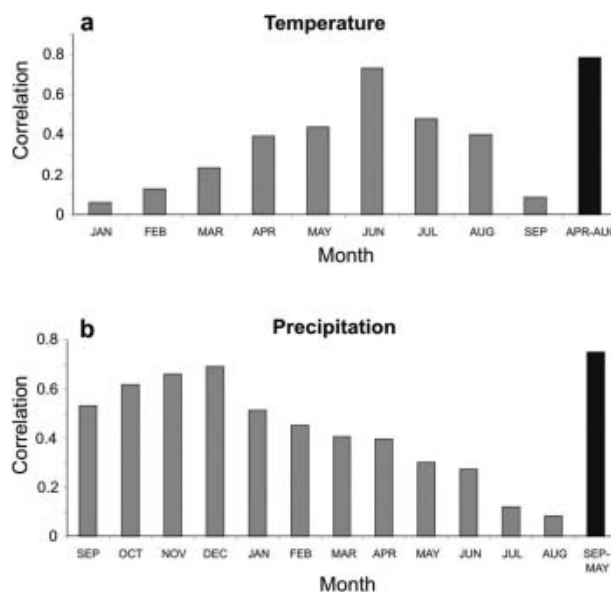 a
Temperature
0.8
0.6
0.4
0.2
0
Correlation
JAN FEB MAR APR MAY JUN JUL AUG SEP APR-AUG
Month
b
Precipitation
0.8
0.6
0.4
0.2
0
Correlation
SEP OCT NOV DEC JAN FEB MAR APR MAY JUN JUL AUG SEP-
MAY
Month